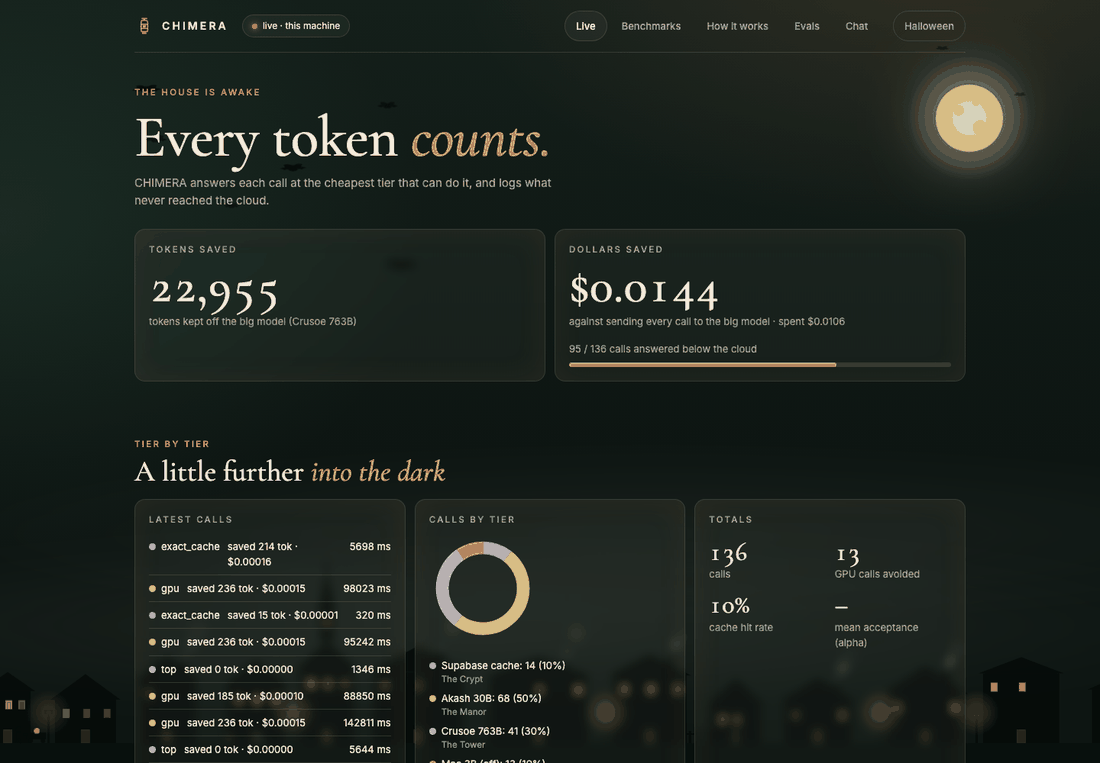 CHIMERA
live · this machine
Live
Benchmarks
How it works
Evals
Chat
Halloween
THE HOUSE IS AWAKE
Every token counts.
CHIMERA answers each call at the cheapest tier that can do it, and logs what
never reached the cloud.
TOKENS SAVED
22,955
tokens kept off the big model (Crusoe 763B)
DOLLARS SAVED
$0.0144
against sending every call to the big model · spent $0.0106
95 / 136 calls answered below the cloud
TIER BY TIER
A little further into the dark
LATEST CALLS
exact_cache saved 214 tok · 5698 ms
$0.00016
gpu saved 236 tok · $0.00015 98023 ms
exact_cache saved 15 tok · $0.00001 320 ms
gpu saved 236 tok · $0.00015 95242 ms
top saved 0 tok · $0.00000 1346 ms
gpu saved 185 tok · $0.00010 88850 ms
gpu saved 236 tok · $0.00015 142811 ms
top saved 0 tok · $0.00000 5644 ms
CALLS BY TIER
Supabase cache: 14 (10%)
The Crypt
Akash 30B: 68 (50%)
The Manor
Crusoe 763B: 41 (30%)
The Tower
TOTALS
136
calls
13
GPU calls avoided
10%
cache hit rate
–
mean acceptance
(alpha)